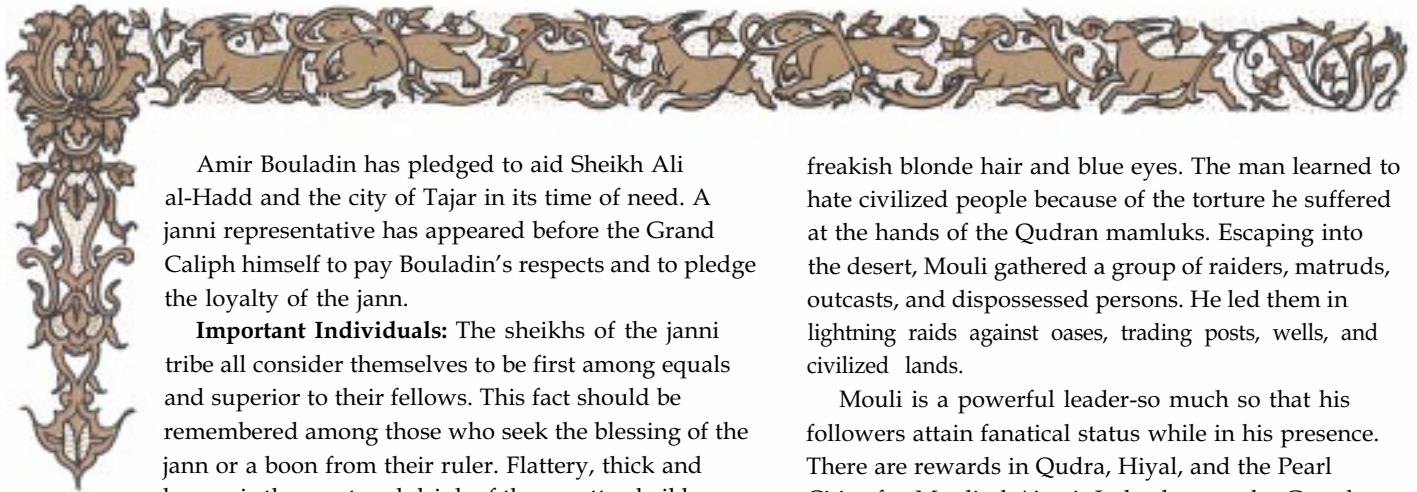 Amir Bouladin has pledged to aid Sheikh Ali
al-Hadd and the city of Tajar in its time of need. A
janni representative has appeared before the Grand
Caliph himself to pay Bouladin's respects and to pledge
the loyalty of the jann.
Important Individuals: The sheikhs of the janni
tribe all consider themselves to be first among equals
and superior to their fellows. This fact should be
remembered among those who seek the blessing of the
jann or a boon from their ruler. Flattery, thick and
freakish blonde hair and blue eyes. The man learned to
hate civilized people because of the torture he suffered
at the hands of the Qudran mamluks. Escaping into
the desert, Mouli gathered a group of raiders, matruds,
outcasts, and dispossessed persons. He led them in
lightning raids against oases, trading posts, wells, and
civilized lands.
Mouli is a powerful leader-so much so that his
followers attain fanatical status while in his presence.
There are rewards in Qudra, Hiyal, and the Pearl